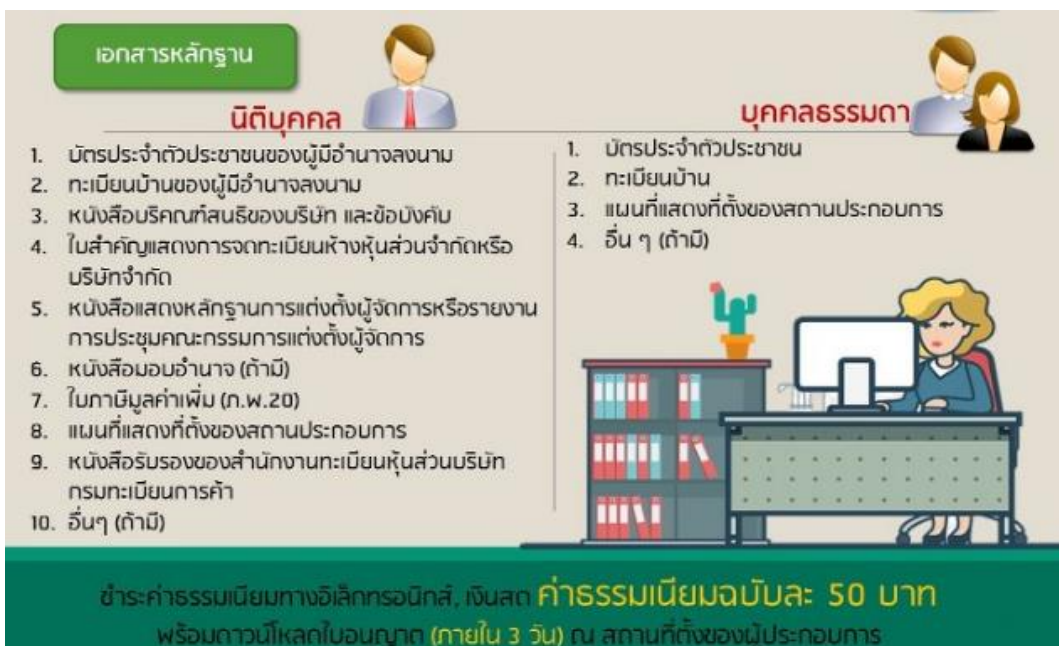 เอกสารหลักฐาน
นิติบุคคล
1. บัตรประจำตัวประชาชนของผู้มีอำนาจลงนาม
2. ทะเบียนบ้านของผู้มีอำนาจลงนาม
3. หนังสือบริคณฑ์สนธิของบริษัท และข้อบังคับ
4. ใบสำคัญแสดงการจดทะเบียนห้างหุ้นส่วนจำกัดหรือ
บริษัทจำกัด
5. หนังสือแสดงหลักฐานการแต่งตั้งผู้จัดการหรือรายงาน
การประชุมคณะกรรมการแต่งตั้งผู้จัดการ
6. หนังสือมอบอำนาจ (ถ้ามี)
7. ใบภาษีมูลค่าเพิ่ม (ภ.พ.20)
8. แผนที่แสดงที่ตั้งของสถานประกอบการ
9. หนังสือรับรองของสำนักงานทะเบียนหุ้นส่วนบริษัท
กรมทะเบียนการค้า
10. อื่นๆ (ถ้ามี)
บุคคลธรรมดา
1. บัตรประจำตัวประชาชน
2. ทะเบียนบ้าน
3. แผนที่แสดงที่ตั้งของสถานประกอบการ
4. อื่น ๆ (ถ้ามี)
ชำระค่าธรรมเนียมทางอิเล็กทรอนิกส์, เงินสด ค่าธรรมเนียมฉบับละ 50 บาท
พร้อมดาวน์โหลดใบอนุญาต (ภายใน 3 วัน) ณ สถานที่ตั้งของผู้ประกอบการ